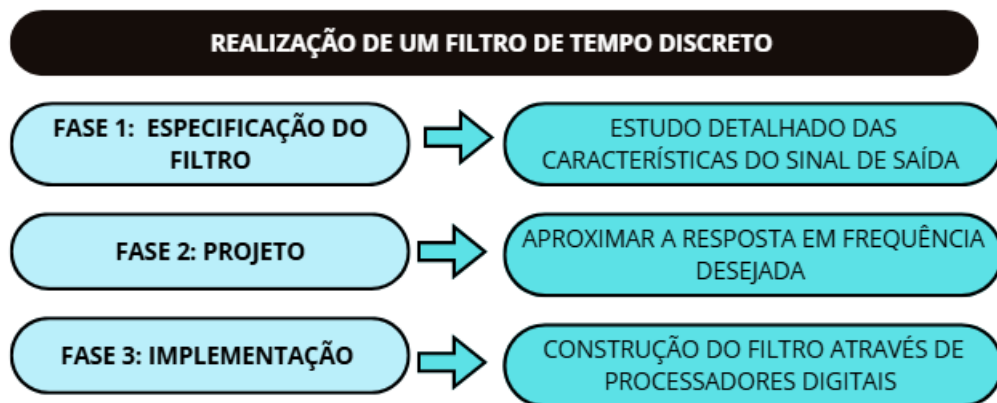 REALIZAÇÃO DE UM FILTRO DE TEMPO DISCRETO
FASE 1: ESPECIFICAÇÃO DO
FILTRO
ESTUDO DETALHADO DAS
CARACTERÍSTICAS DO SINAL DE SAÍDA
FASE 2: PROJETO
APROXIMAR A RESPOSTA EM FREQUÊNCIA
DESEJADA
FASE 3: IMPLEMENTAÇÃO
CONSTRUÇÃO DO FILTRO ATRAVÉS DE
PROCESSADORES DIGITAIS